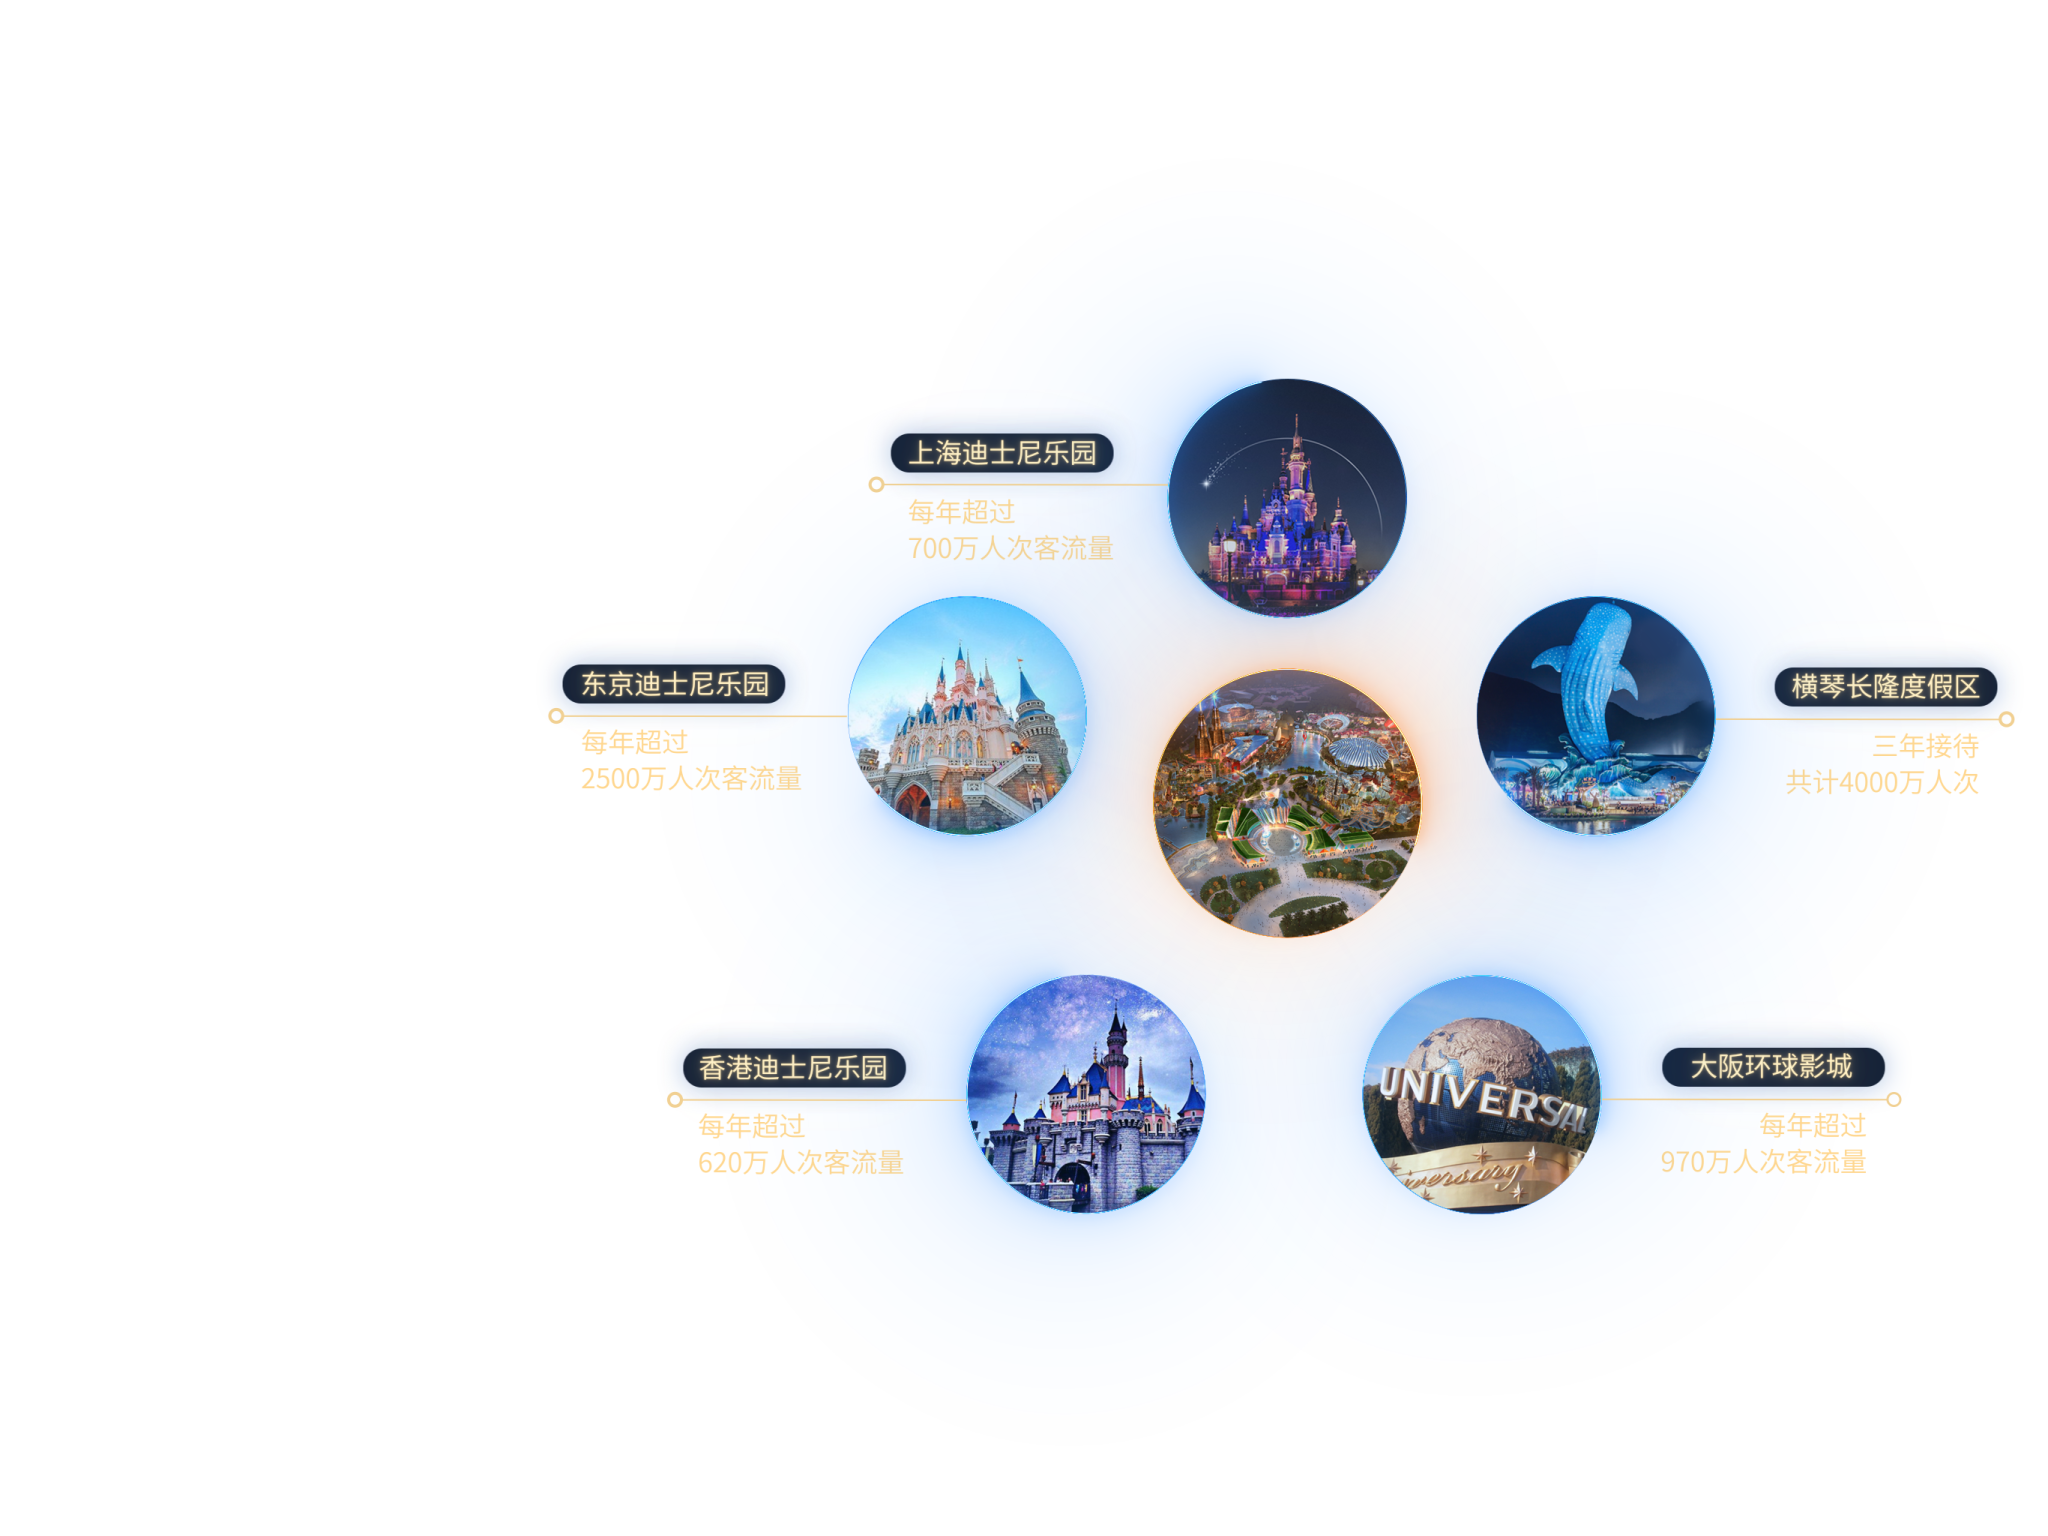 上海迪士尼乐园
每年超过
700万人次客流量
东京迪士尼乐园
每年超过
2500万人次客流量
横琴长隆度假区
三年接待
共计4000万人次
香港迪士尼乐园
每年超过
620万人次客流量
大阪环球影城
每年超过
970万人次客流量
UNIVERSAL
iversary